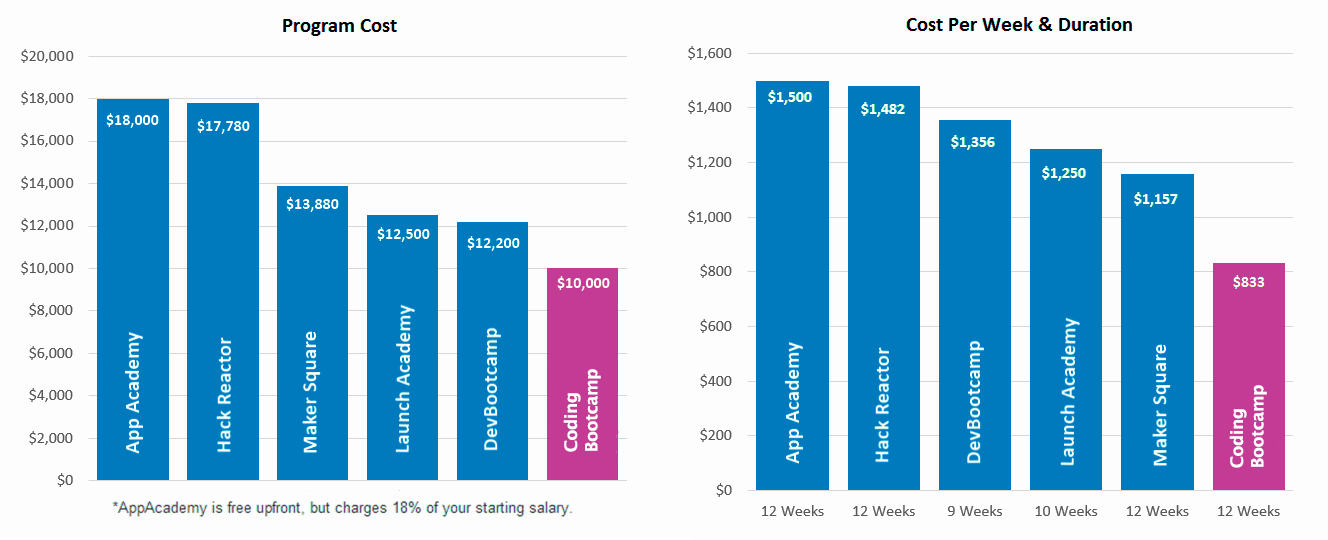 Program Cost
$20,000
$18,000
$16,000
$14,000
$12,000
$10,000
$8,000
$6,000
$4,000
$2,000
$0
$18,000
$17,780
$13,880
$12,500
$12,200
$10,000
App Academy
Hack Reactor
Maker Square
Launch Academy
DevBootcamp
Coding
Bootcamp
*AppAcademy is free upfront, but charges 18% of your starting salary.
Cost Per Week & Duration
$1,600
$1,400
$1,200
$1,000
$800
$600
$400
$200
$0
$1,500
$1,482
$1,356
$1,250
$1,157
$833
App Academy
Hack Reactor
DevBootcamp
Launch Academy
Maker Square
Coding
Bootcamp
12 Weeks
12 Weeks
9 Weeks
10 Weeks
12 Weeks
12 Weeks